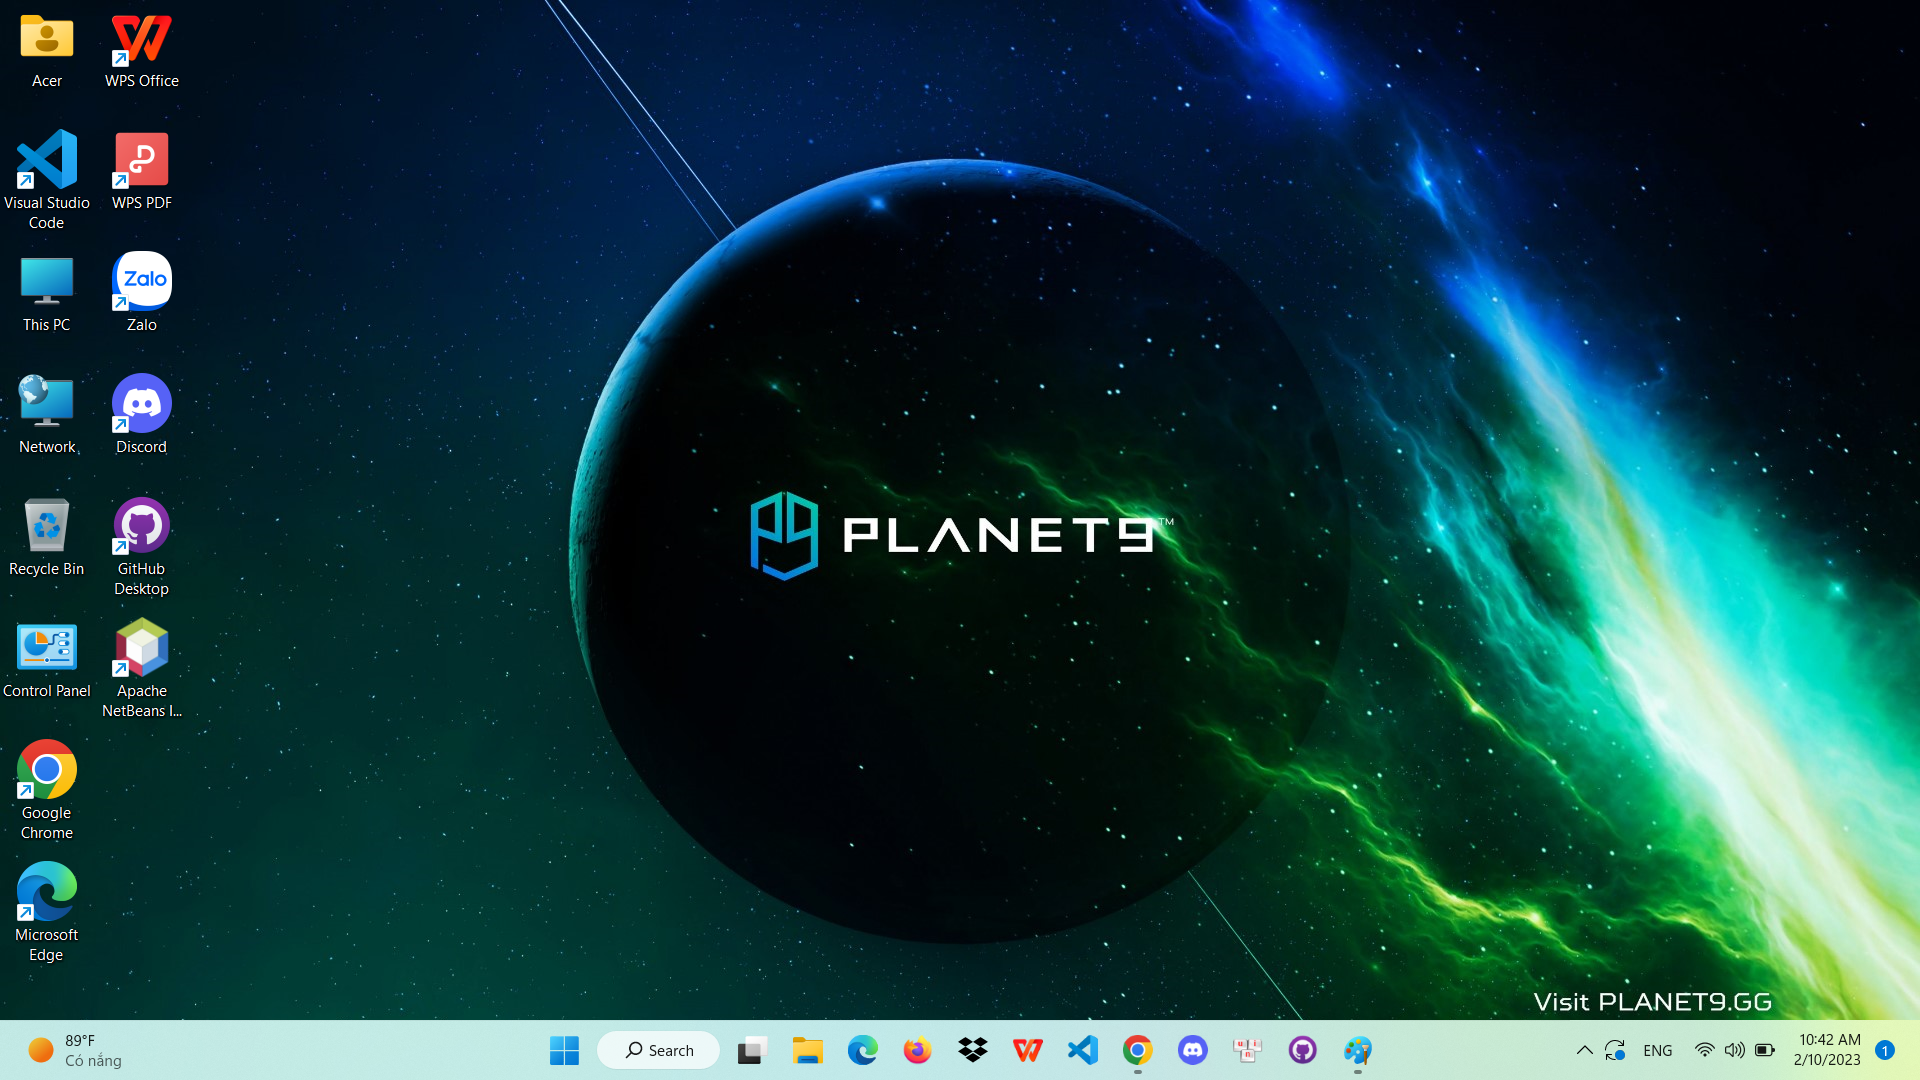 Acer
WPS Office
Visual Studio
Code
WPS PDF
This PC
Zalo
Zalo
Network
Discord
Recycle Bin
GitHub
Desktop
Control Panel
Apache
NetBeans I...
Google
Chrome
Microsoft
Edge
PLANET9™
Visit PLANET9.GG
89°F
Có nắng
Search
ENG
10:42 AM
2/10/2023
1